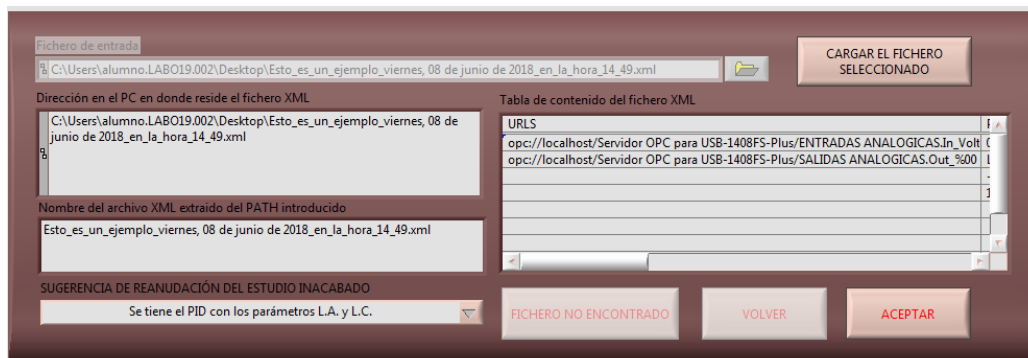 Fichero de entrada
C:\Users\alumno.LABO19.002\Desktop\Esto_es_un_ejemplo_viernes, 08 de junio de 2018_en_la_hora_14_49.xml
CARGAR EL FICHERO
SELECCIONADO
Dirección en el PC en donde reside el fichero XML
C:\Users\alumno.LABO19.002\Desktop\Esto_es_un_ejemplo_viernes, 08 de
junio de 2018_en_la_hora_14_49.xml
Nombre del archivo XML extraido del PATH introducido
Esto_es_un_ejemplo_viernes, 08 de junio de 2018_en_la_hora_14_49.xml
SUGERENCIA DE REANUDACIÓN DEL ESTUDIO INACABADO
Se tiene el PID con los parámetros L.A. y L.C.
Tabla de contenido del fichero XML
URLS
opc://localhost/Servidor OPC para USB-1408FS-Plus/ENTRADAS ANALOGICAS.In_Volt
opc://localhost/Servidor OPC para USB-1408FS-Plus/SALIDAS ANALOGICAS.Out_%00
FICHERO NO ENCONTRADO
VOLVER
ACEPTAR